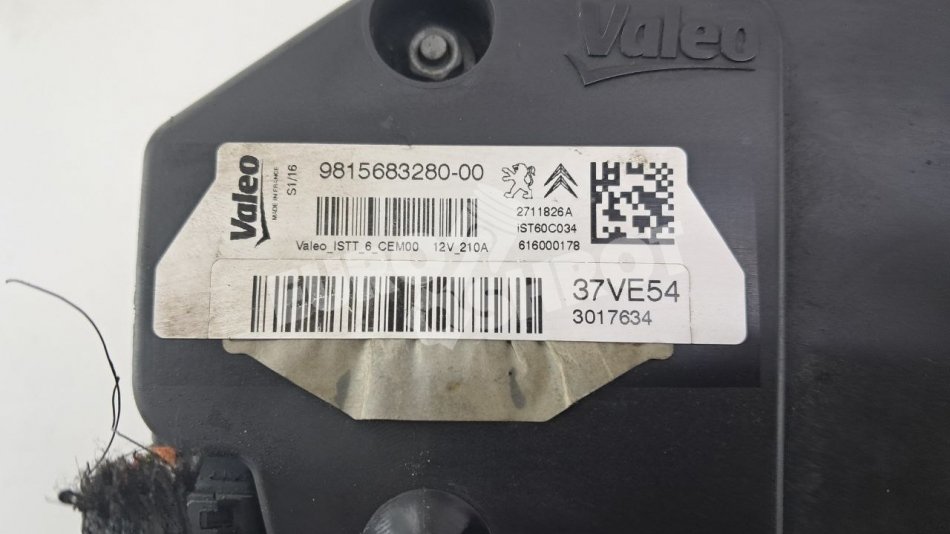 Valeo
Valeo
MADE IN FRANCE
S1/16
9815683280-00
2711826A
iST60C034
616000178
Valeo_ISTT_6_CEM00 12V_210A
37VE54
3017634